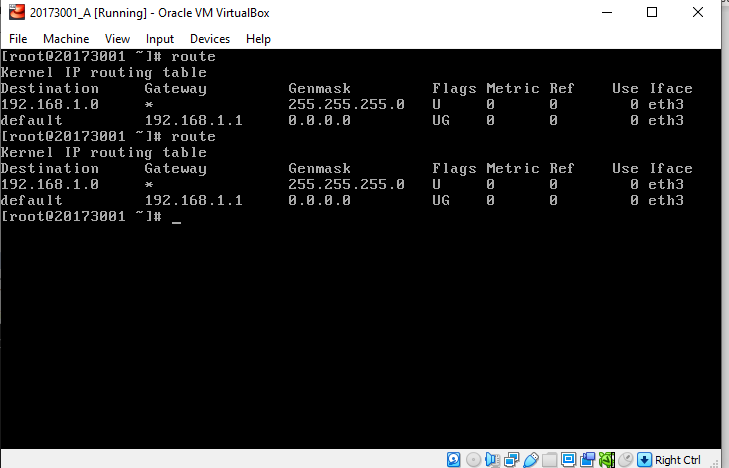 20173001_A [Running] - Oracle VM VirtualBox
File Machine View Input Devices Help
[root@20173001 ~]# route
Kernel IP routing table
Destination Gateway Genmask Flags Metric Ref Use Iface
192.168.1.0 * 255.255.255.0 U 0 0 0 eth3
default 192.168.1.1 0.0.0.0 UG 0 0 0 eth3
[root@20173001 ~]# route
Kernel IP routing table
Destination Gateway Genmask Flags Metric Ref Use Iface
192.168.1.0 * 255.255.255.0 U 0 0 0 eth3
default 192.168.1.1 0.0.0.0 UG 0 0 0 eth3
[root@20173001 ~]# _
Right Ctrl